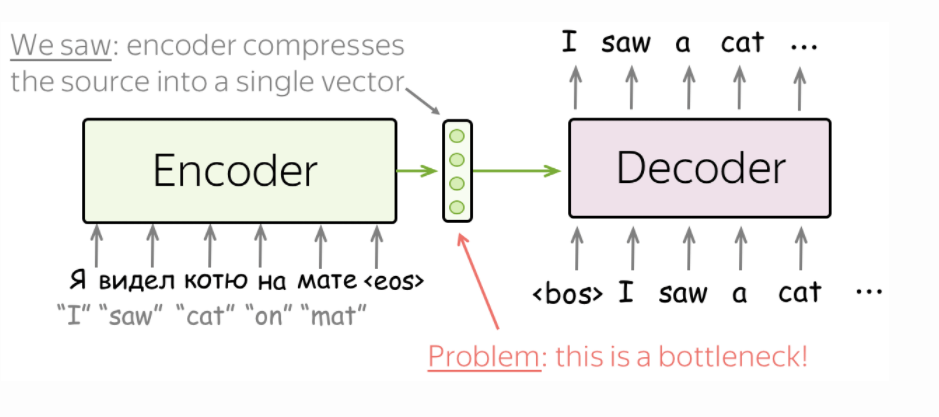 We saw: encoder compresses
the source into a single vector
I saw a cat ...
Encoder
Decoder
Я видел котю на мате <eos>
"I" "saw" "cat" "on" "mat"
<bos> I saw a cat ...
Problem: this is a bottleneck!